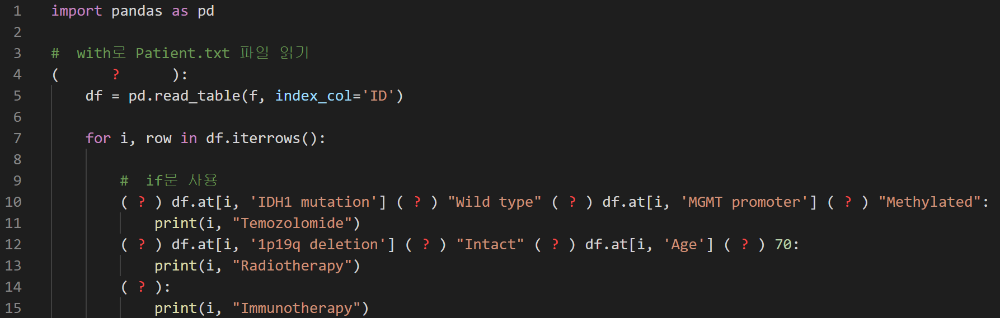 1 import pandas as pd
2
3 # with로 Patient.txt 파일 읽기
4 ( ? ):
5 df = pd.read_table(f, index_col='ID')
6
7 for i, row in df.iterrows():
8
9 # if문 사용
10 ( ? ) df.at[i, 'IDH1 mutation'] ( ? ) "Wild type" ( ? ) df.at[i, 'MGMT promoter'] ( ? ) "Methylated":
11 print(i, "Temozolomide")
12 ( ? ) df.at[i, '1p19q deletion'] ( ? ) "Intact" ( ? ) df.at[i, 'Age'] ( ? ) 70:
13 print(i, "Radiotherapy")
14 ( ? ):
15 print(i, "Immunotherapy")